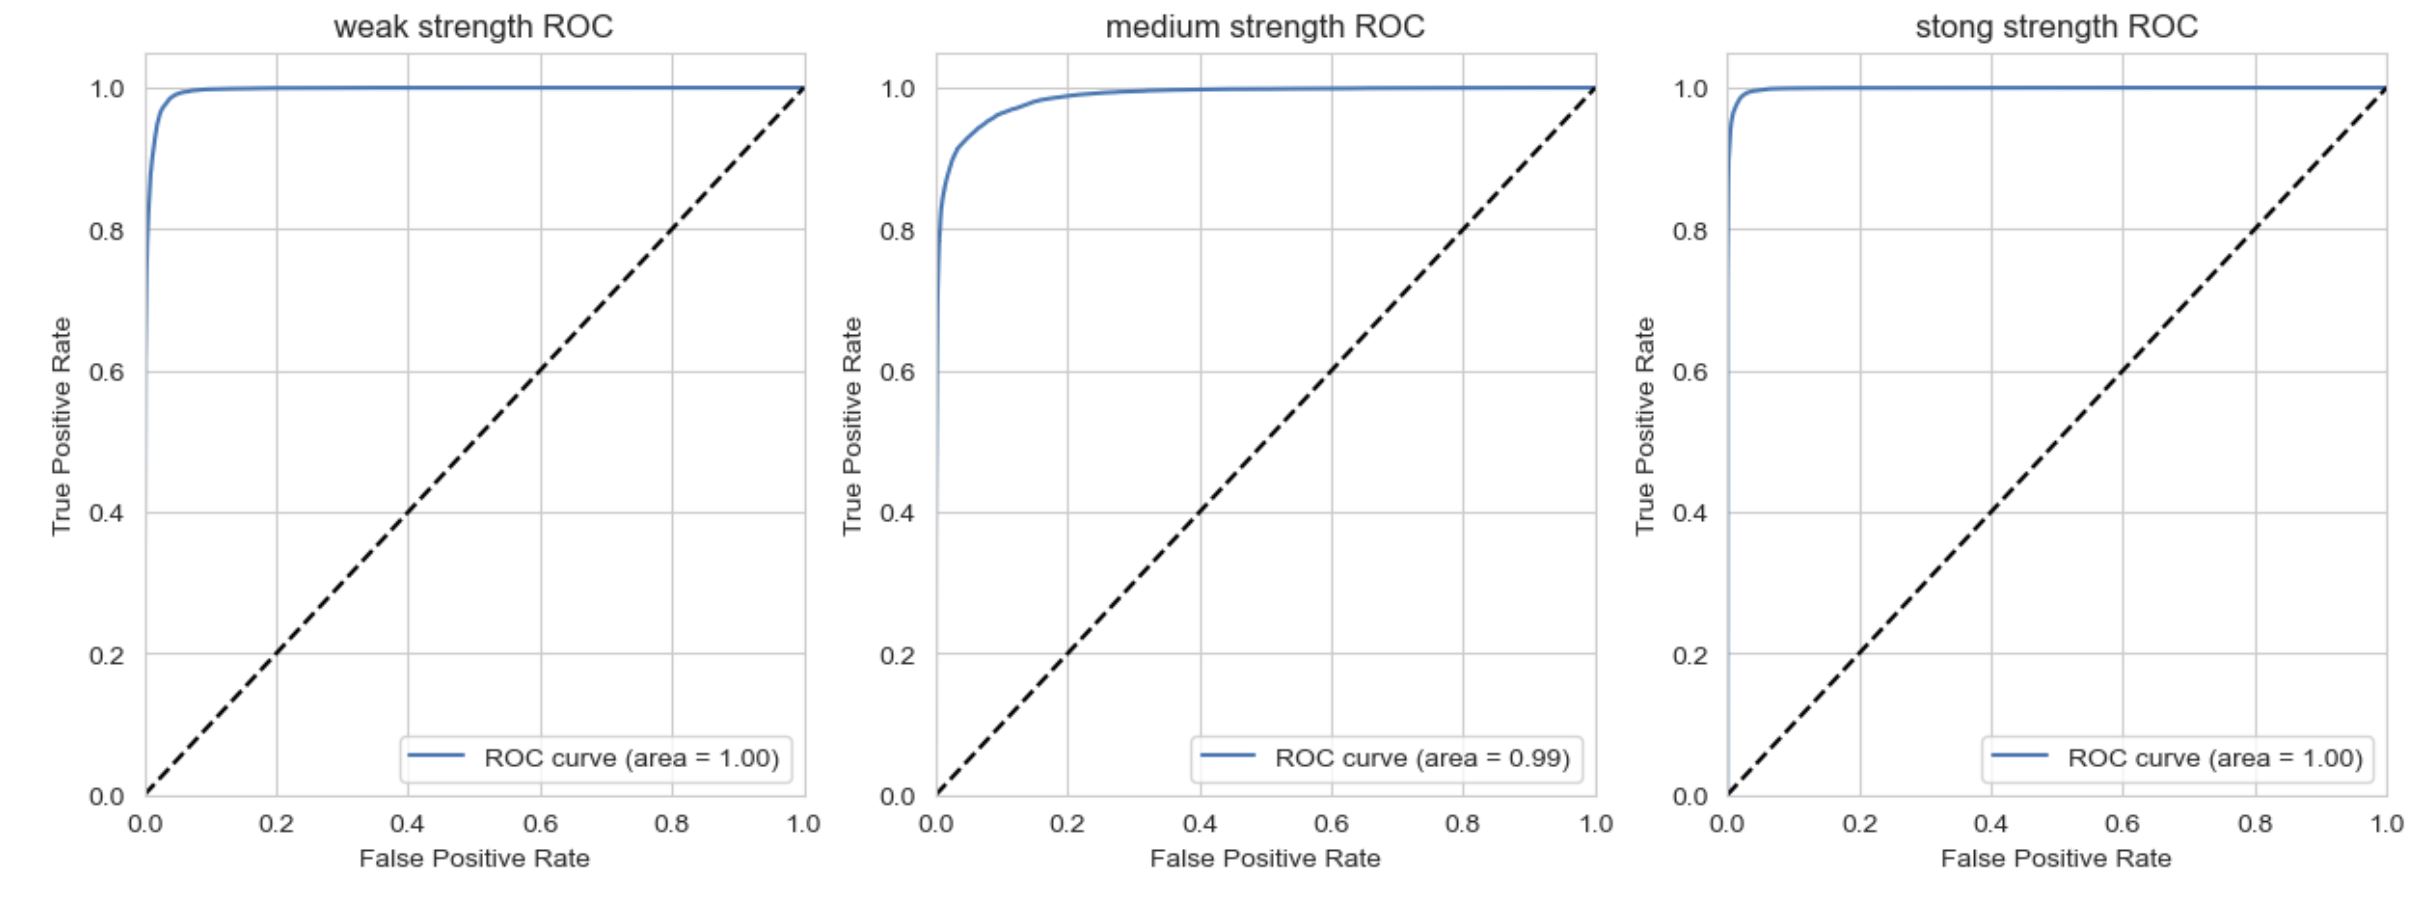 weak strength ROC
1.0
0.8
0.6
0.4
0.2
0.0
True Positive Rate
ROC curve (area = 1.00)
0.0 0.2 0.4 0.6 0.8 1.0
False Positive Rate
medium strength ROC
1.0
0.8
0.6
0.4
0.2
0.0
True Positive Rate
ROC curve (area = 0.99)
0.0 0.2 0.4 0.6 0.8 1.0
False Positive Rate
stong strength ROC
1.0
0.8
0.6
0.4
0.2
0.0
True Positive Rate
ROC curve (area = 1.00)
0.0 0.2 0.4 0.6 0.8 1.0
False Positive Rate